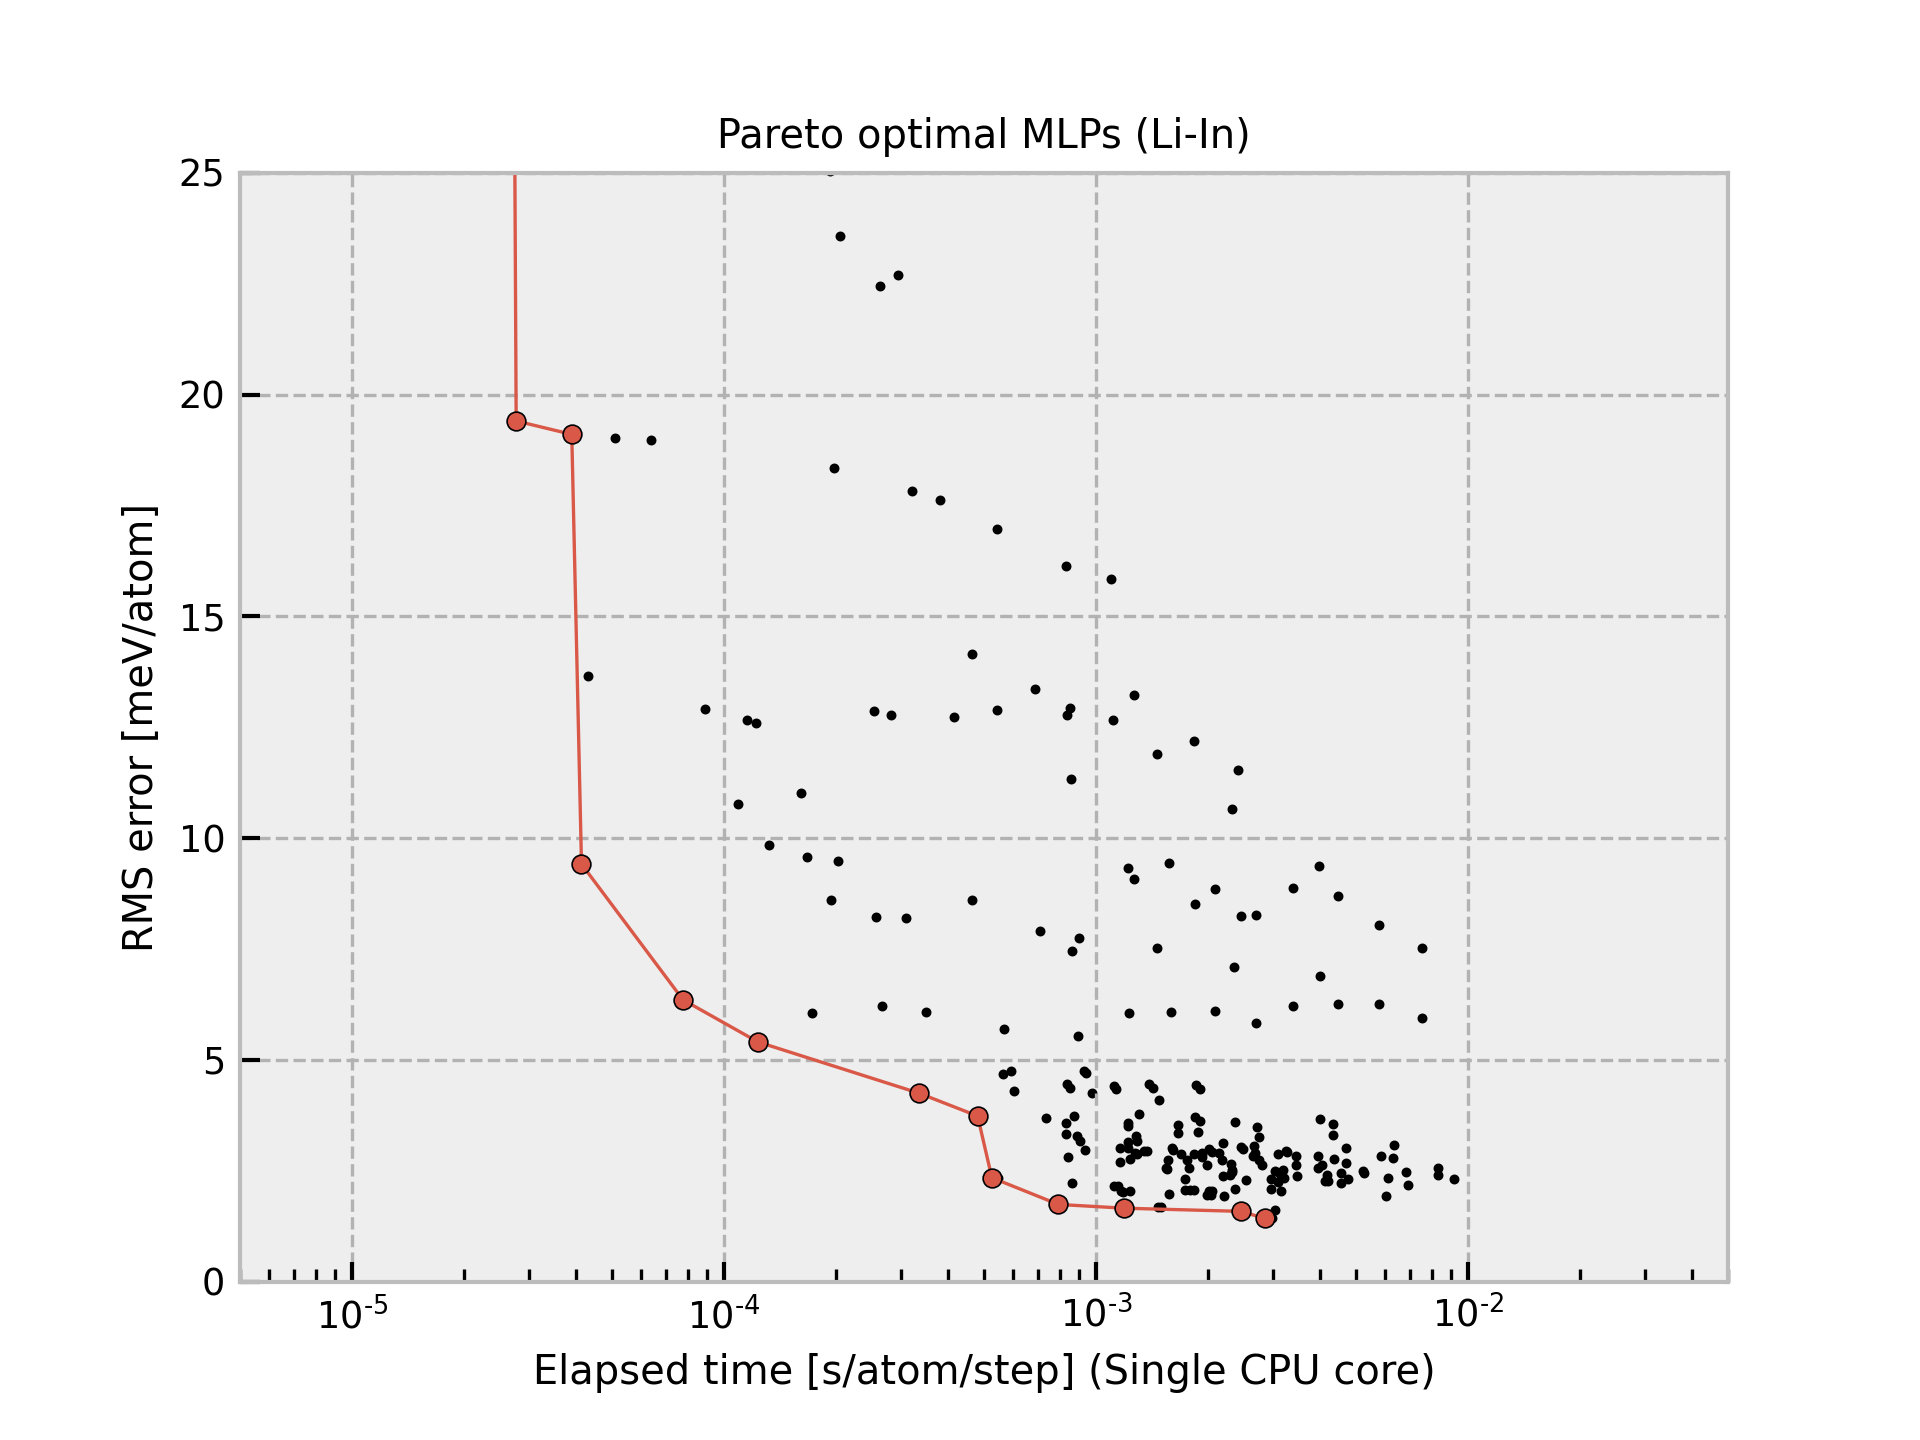 Pareto optimal MLPs (Li-In)
25
20
15
10
5
0
RMS error [meV/atom]
10-5 10-4 10-3 10-2
Elapsed time [s/atom/step] (Single CPU core)